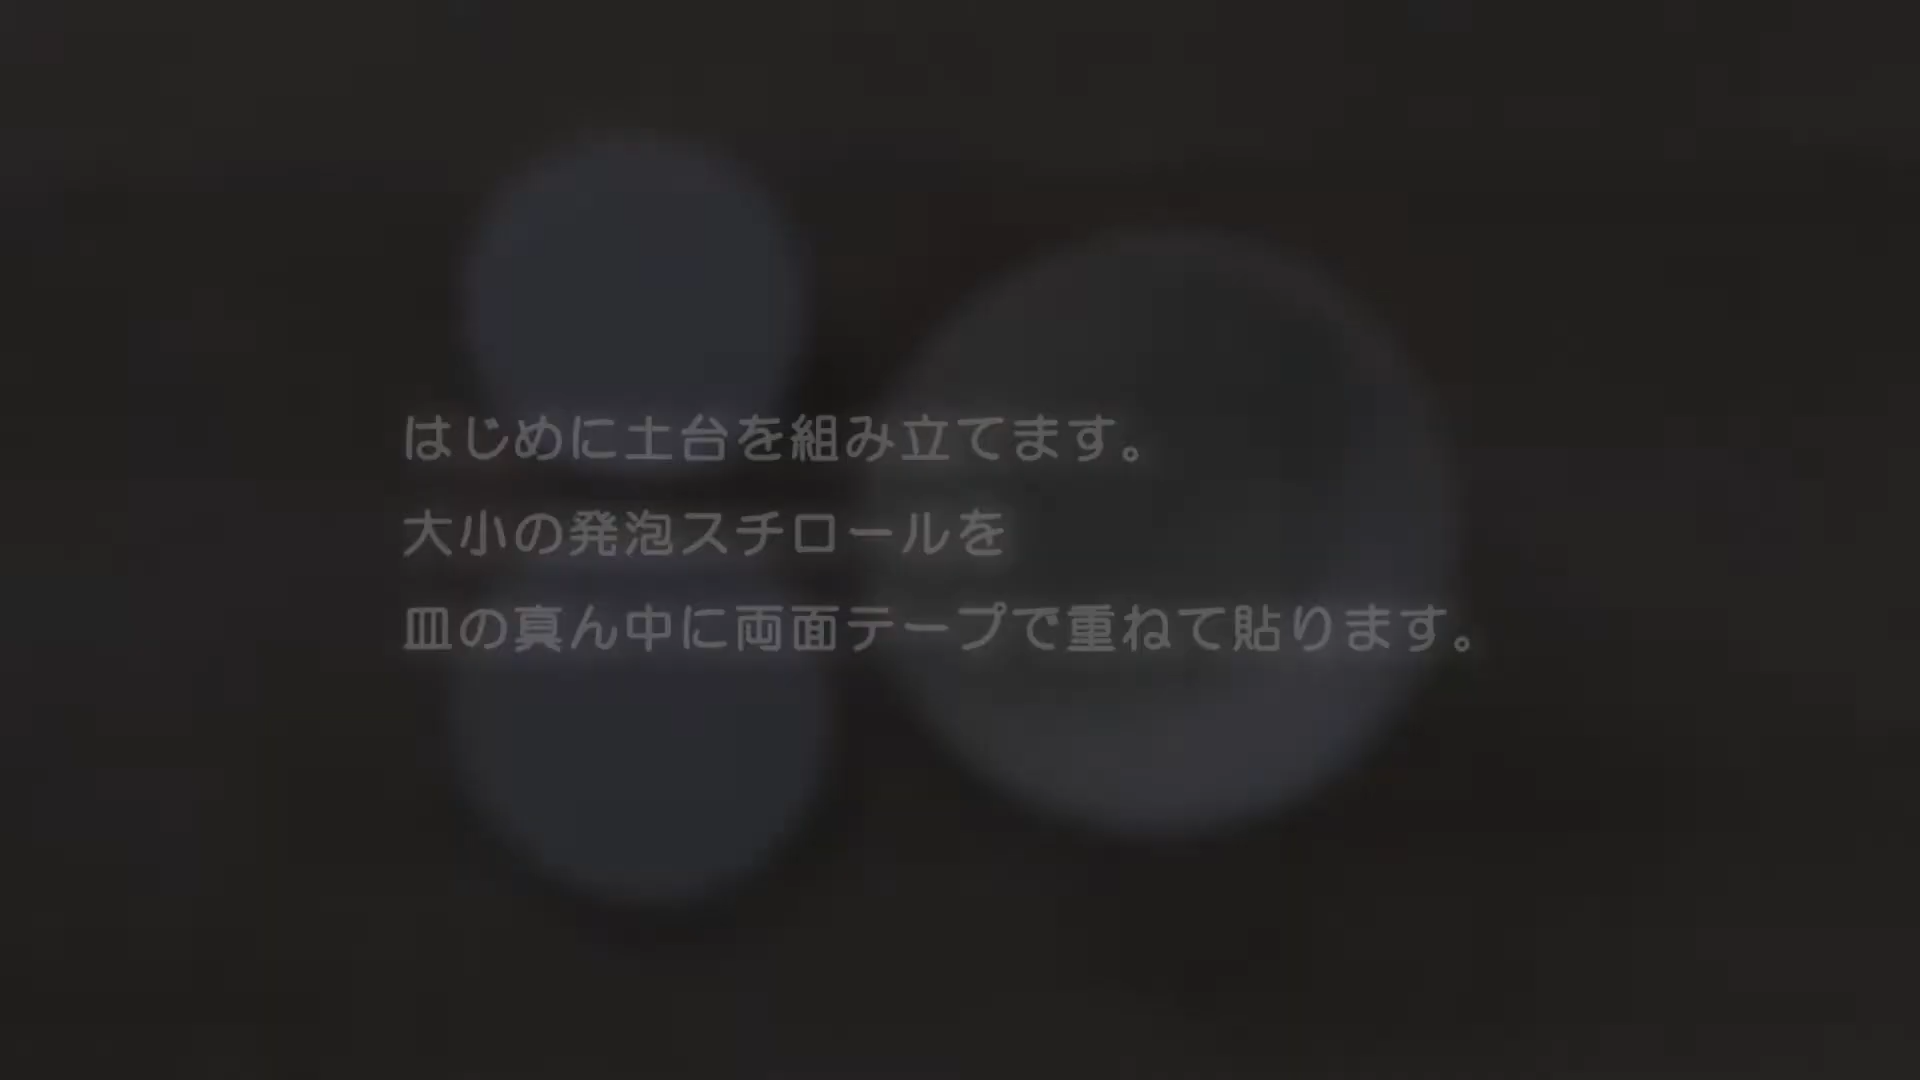 はじめに土台を組み立てます。
大小の発泡スチロールを
皿の真ん中に両面テープで重ねて貼ります。